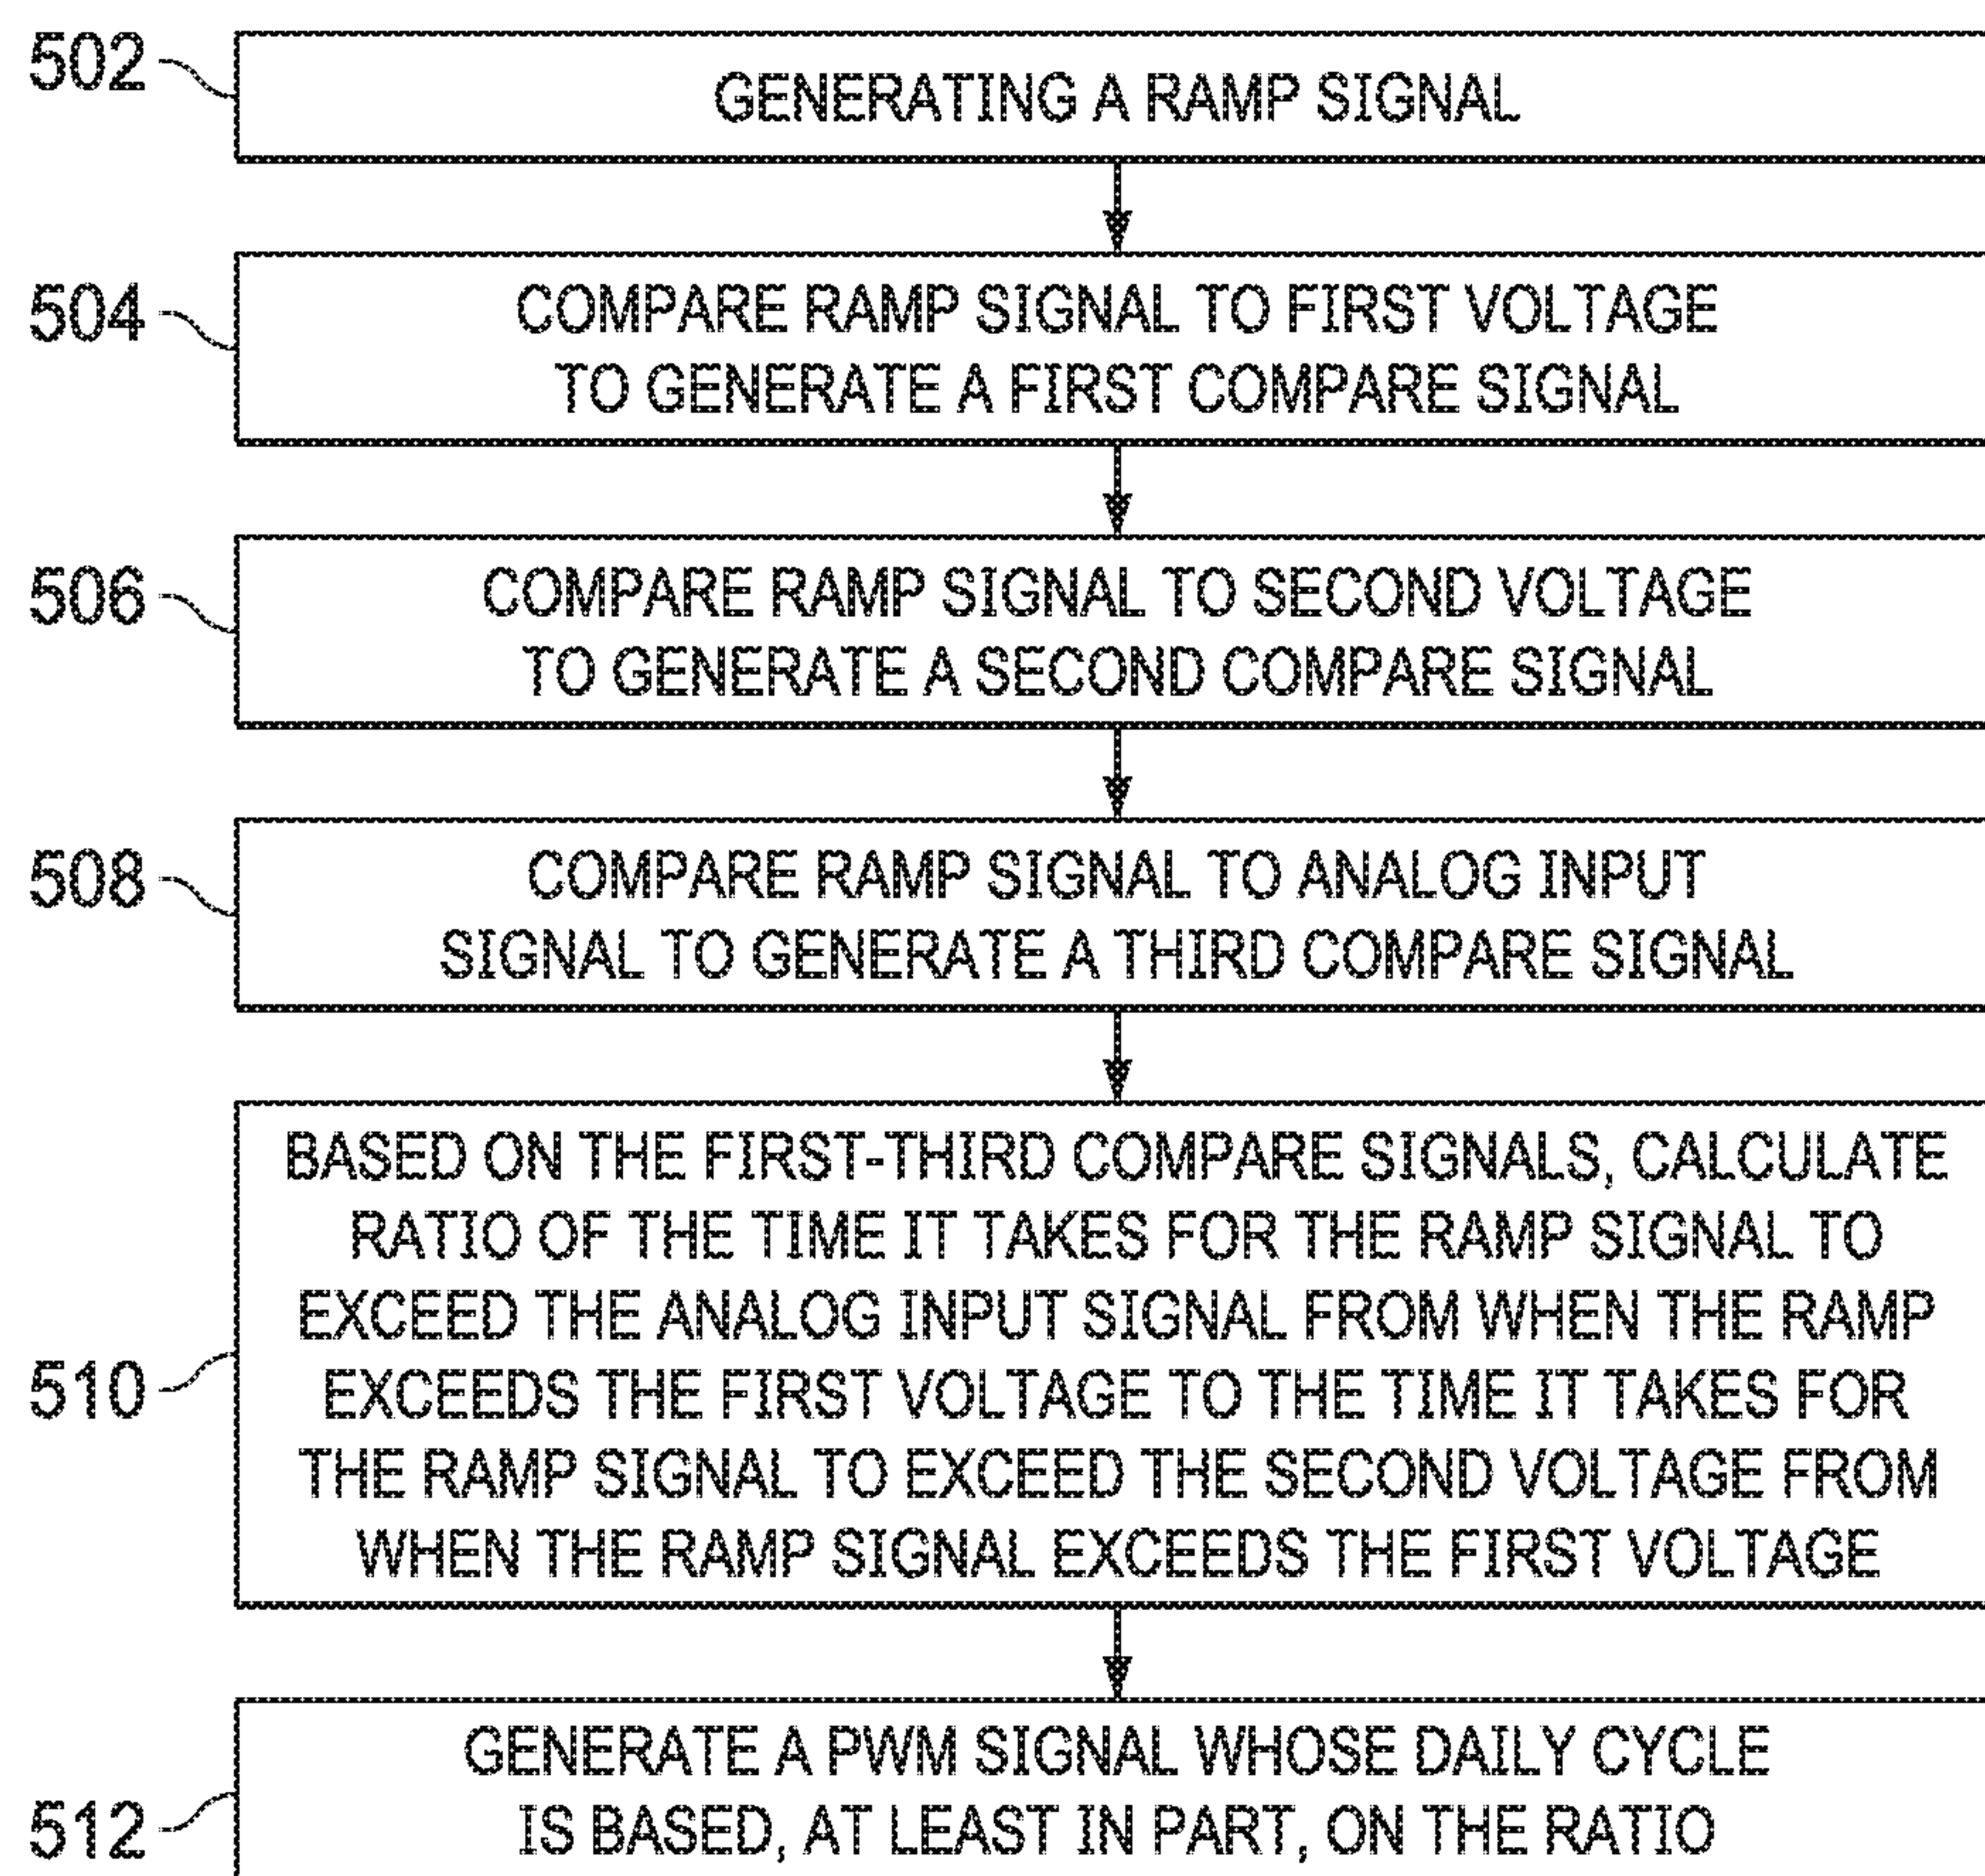 502
GENERATING A RAMP SIGNAL
504
COMPARE RAMP SIGNAL TO FIRST VOLTAGE
TO GENERATE A FIRST COMPARE SIGNAL
506
COMPARE RAMP SIGNAL TO SECOND VOLTAGE
TO GENERATE A SECOND COMPARE SIGNAL
508
COMPARE RAMP SIGNAL TO ANALOG INPUT
SIGNAL TO GENERATE A THIRD COMPARE SIGNAL
510
BASED ON THE FIRST-THIRD COMPARE SIGNALS, CALCULATE
RATIO OF THE TIME IT TAKES FOR THE RAMP SIGNAL TO
EXCEED THE ANALOG INPUT SIGNAL FROM WHEN THE RAMP
EXCEEDS THE FIRST VOLTAGE TO THE TIME IT TAKES FOR
THE RAMP SIGNAL TO EXCEED THE SECOND VOLTAGE FROM
WHEN THE RAMP SIGNAL EXCEEDS THE FIRST VOLTAGE
512
GENERATE A PWM SIGNAL WHOSE DAILY CYCLE
IS BASED, AT LEAST IN PART, ON THE RATIO